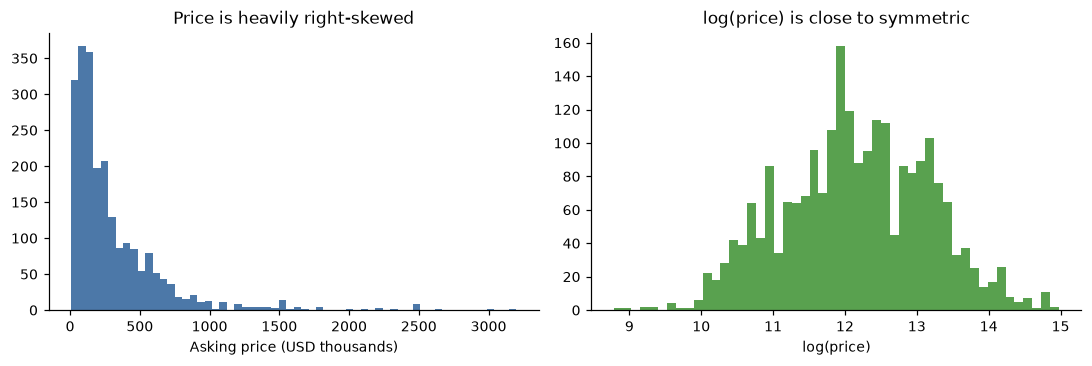 Price is heavily right-skewed
350
300
250
200
150
100
50
0
0 500 1000 1500 2000 2500 3000
Asking price (USD thousands)
log(price) is close to symmetric
160
140
120
100
80
60
40
20
0
9 10 11 12 13 14 15
log(price)